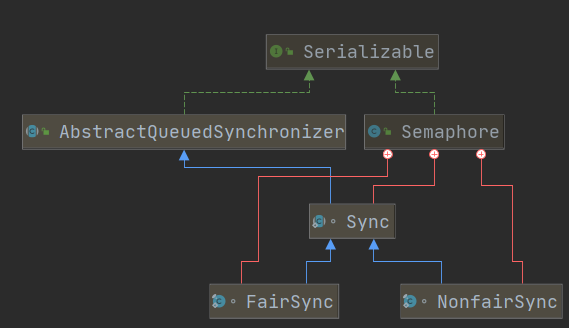 Serializable
AbstractQueuedSynchronizer
Semaphore
Sync
FairSync
NonfairSync